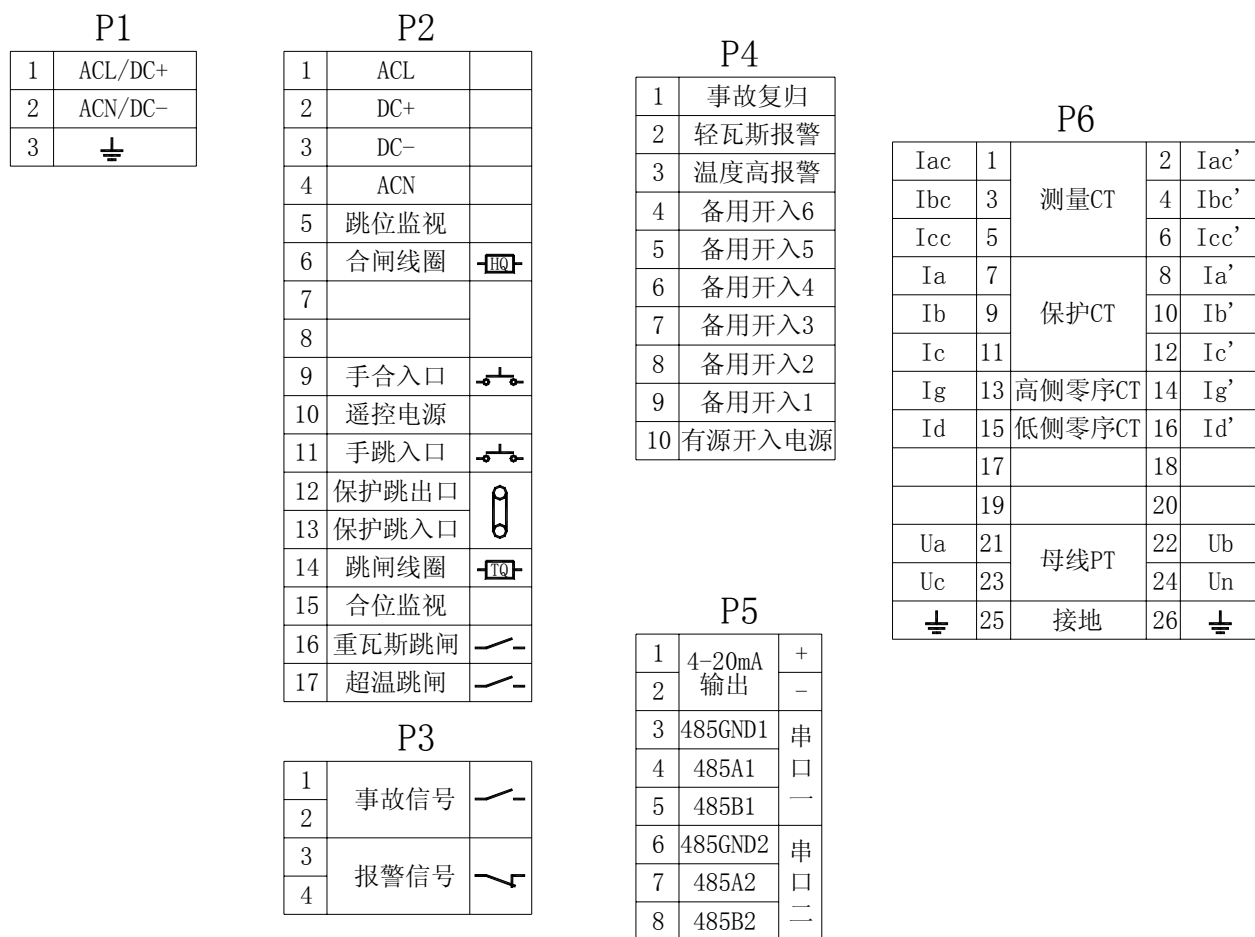 P1
1 ACL/DC+
2 ACN/DC-
3
P2
1 ACL
2 DC+
3 DC-
4 ACN
5 跳位监视
6 合闸线圈 HQ
7
8
9 手合入口
10 遥控电源
11 手跳入口
12 保护跳出口
13 保护跳入口
14 跳闸线圈 TQ
15 合位监视
16 重瓦斯跳闸
17 超温跳闸
P3
1
事故信号
2
3
报警信号
4
P4
1 事故复归
2 轻瓦斯报警
3 温度高报警
4 备用开入6
5 备用开入5
6 备用开入4
7 备用开入3
8 备用开入2
9 备用开入1
10 有源开入电源
P5
1 4-20mA +
2 输出 -
3 485GND1 串
4 485A1 口
5 485B1 一
6 485GND2 串
7 485A2 口
8 485B2 二
P6
Iac 1 2 Iac’
Ibc 3 测量CT 4 Ibc’
Icc 5 6 Icc’
Ia 7 8 Ia’
Ib 9 保护CT 10 Ib’
Ic 11 12 Ic’
Ig 13 高侧零序CT 14 Ig’
Id 15 低侧零序CT 16 Id’
17 18
19 20
Ua 21 22 Ub
母线PT
Uc 23 24 Un
25 接地 26